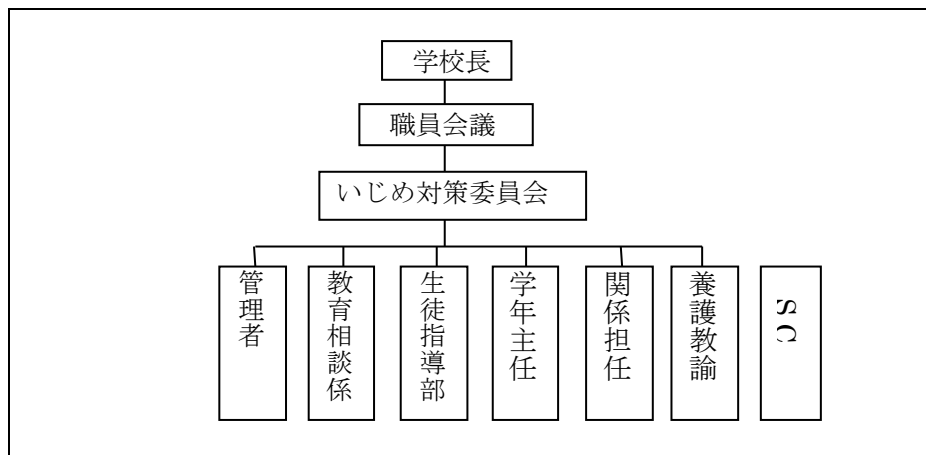 学校長
職員会議
いじめ対策委員会
管理者
教育相談係
生徒指導部
学年主任
関係担任
養護教諭
SC